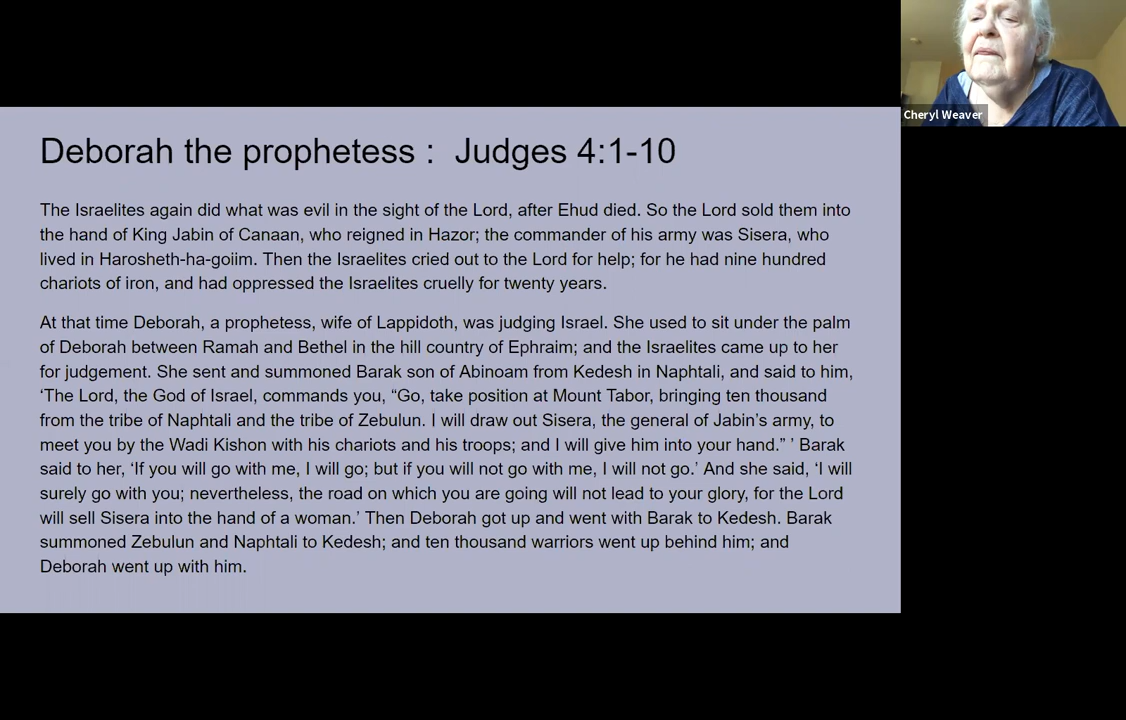 Deborah the prophetess :  Judges 4:1-10
The Israelites again did what was evil in the sight of the Lord, after Ehud died. So the Lord sold them into
the hand of King Jabin of Canaan, who reigned in Hazor; the commander of his army was Sisera, who
lived in Harosheth-ha-goiim. Then the Israelites cried out to the Lord for help; for he had nine hundred
chariots of iron, and had oppressed the Israelites cruelly for twenty years.
At that time Deborah, a prophetess, wife of Lappidoth, was judging Israel. She used to sit under the palm
of Deborah between Ramah and Bethel in the hill country of Ephraim; and the Israelites came up to her
for judgement. She sent and summoned Barak son of Abinoam from Kedesh in Naphtali, and said to him,
‘The Lord, the God of Israel, commands you, “Go, take position at Mount Tabor, bringing ten thousand
from the tribe of Naphtali and the tribe of Zebulun. I will draw out Sisera, the general of Jabin’s army, to
meet you by the Wadi Kishon with his chariots and his troops; and I will give him into your hand.” ’ Barak
said to her, ‘If you will go with me, I will go; but if you will not go with me, I will not go.’ And she said, ‘I will
surely go with you; nevertheless, the road on which you are going will not lead to your glory, for the Lord
will sell Sisera into the hand of a woman.’ Then Deborah got up and went with Barak to Kedesh. Barak
summoned Zebulun and Naphtali to Kedesh; and ten thousand warriors went up behind him; and
Deborah went up with him.
Cheryl Weaver